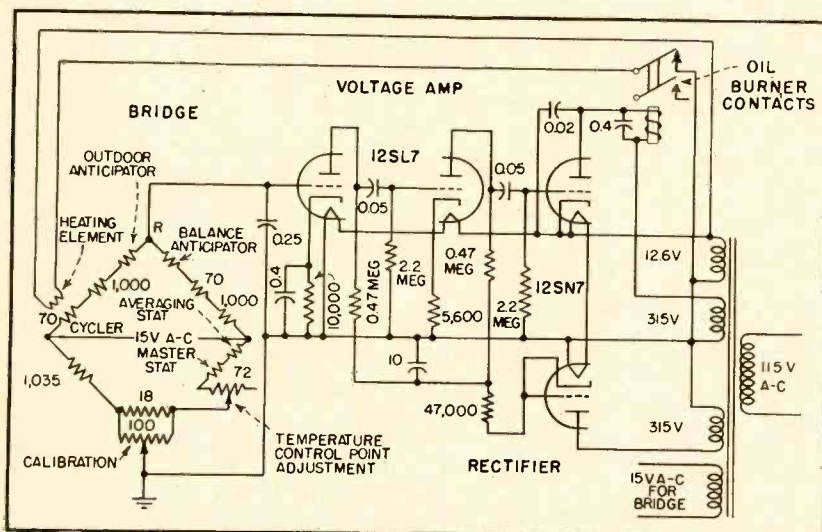 VOLTAGE AMP
OIL
BURNER
CONTACTS
BRIDGE
OUTDOOR
ANTICIPATOR
HEATING
ELEMENT
R
BALANCE
ANTICIPATOR
12SL7
0.05
0.05
0.02
0.4
0.25
1,000
70
1,000
70
AVERAGING
STAT
CYCLER
15V A-C
MASTER
STAT
0.4
10,000
0.47 MEG
2.2
MEG
0.47
MEG
5,600
2.2
MEG
12SN7
12.6V
315V
115V
A-C
1,035
18
100
72
10
47,000
315V
CALIBRATION
TEMPERATURE
CONTROL POINT
ADJUSTMENT
RECTIFIER
15V A-C
FOR
BRIDGE